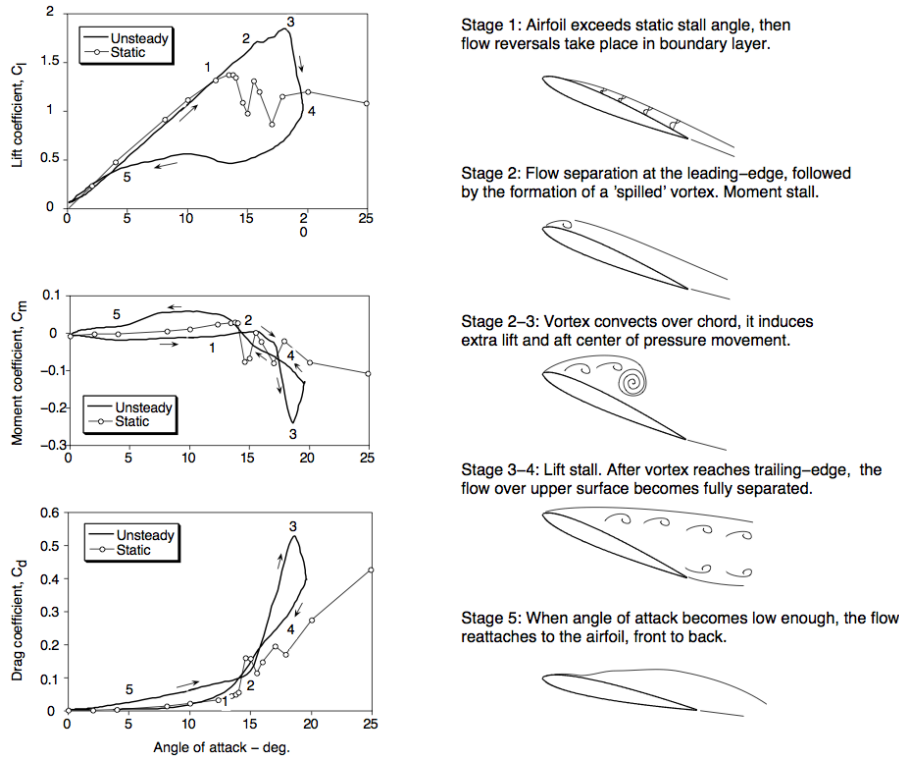 2
1.5
1
0.5
0
Lift coefficient, Cl
Unsteady
Static
1
2
3
4
5
0
5
10
15
2
0
25
0.1
0
−0.1
−0.2
−0.3
Moment coefficient, Cm
5
1
2
4
3
Unsteady
Static
0
5
10
15
20
25
0.6
0.5
0.4
0.3
0.2
0.1
0
Drag coefficient, Cd
Unsteady
Static
3
4
5
2
1
0
5
10
15
20
25
Angle of attack – deg.
Stage 1: Airfoil exceeds static stall angle, then
flow reversals take place in boundary layer.
Stage 2: Flow separation at the leading–edge, followed
by the formation of a 'spilled' vortex. Moment stall.
Stage 2–3: Vortex convects over chord, it induces
extra lift and aft center of pressure movement.
Stage 3–4: Lift stall. After vortex reaches trailing–edge, the
flow over upper surface becomes fully separated.
Stage 5: When angle of attack becomes low enough, the flow
reattaches to the airfoil, front to back.